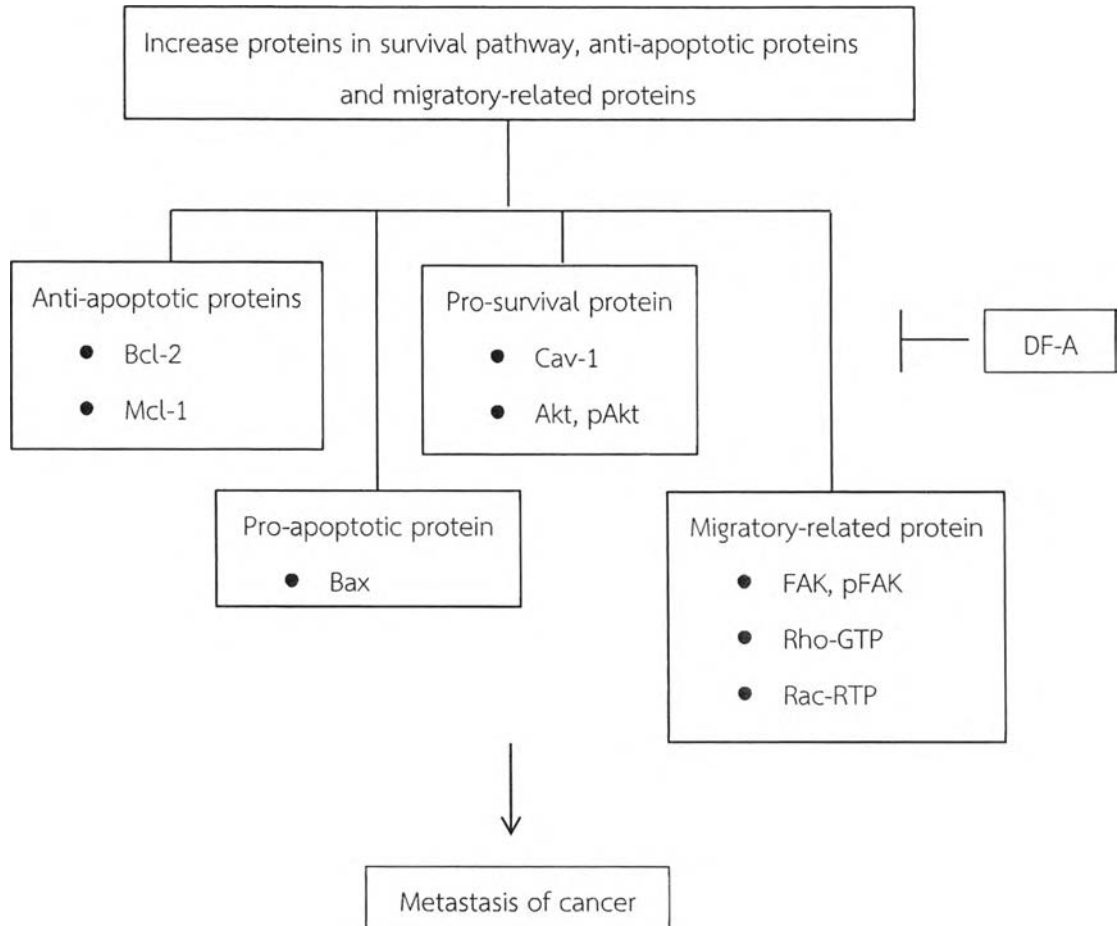 Increase proteins in survival pathway, anti-apoptotic proteins
and migratory-related proteins
Anti-apoptotic proteins
● Bcl-2
● Mcl-1
Pro-survival protein
● Cav-1
● Akt, pAkt
DF-A
Pro-apoptotic protein
● Bax
Migratory-related protein
● FAK, pFAK
● Rho-GTP
● Rac-RTP
Metastasis of cancer